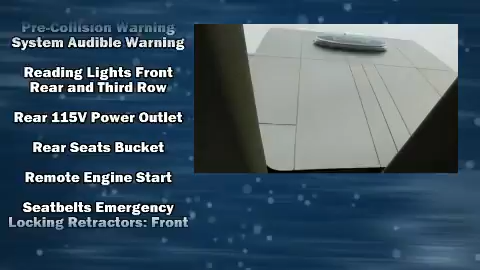 Pre-Collision Warning
System Audible Warning
Reading Lights Front
Rear and Third Row
Rear 115V Power Outlet
Rear Seats Bucket
Remote Engine Start
Seatbelts Emergency
Locking Retractors: Front